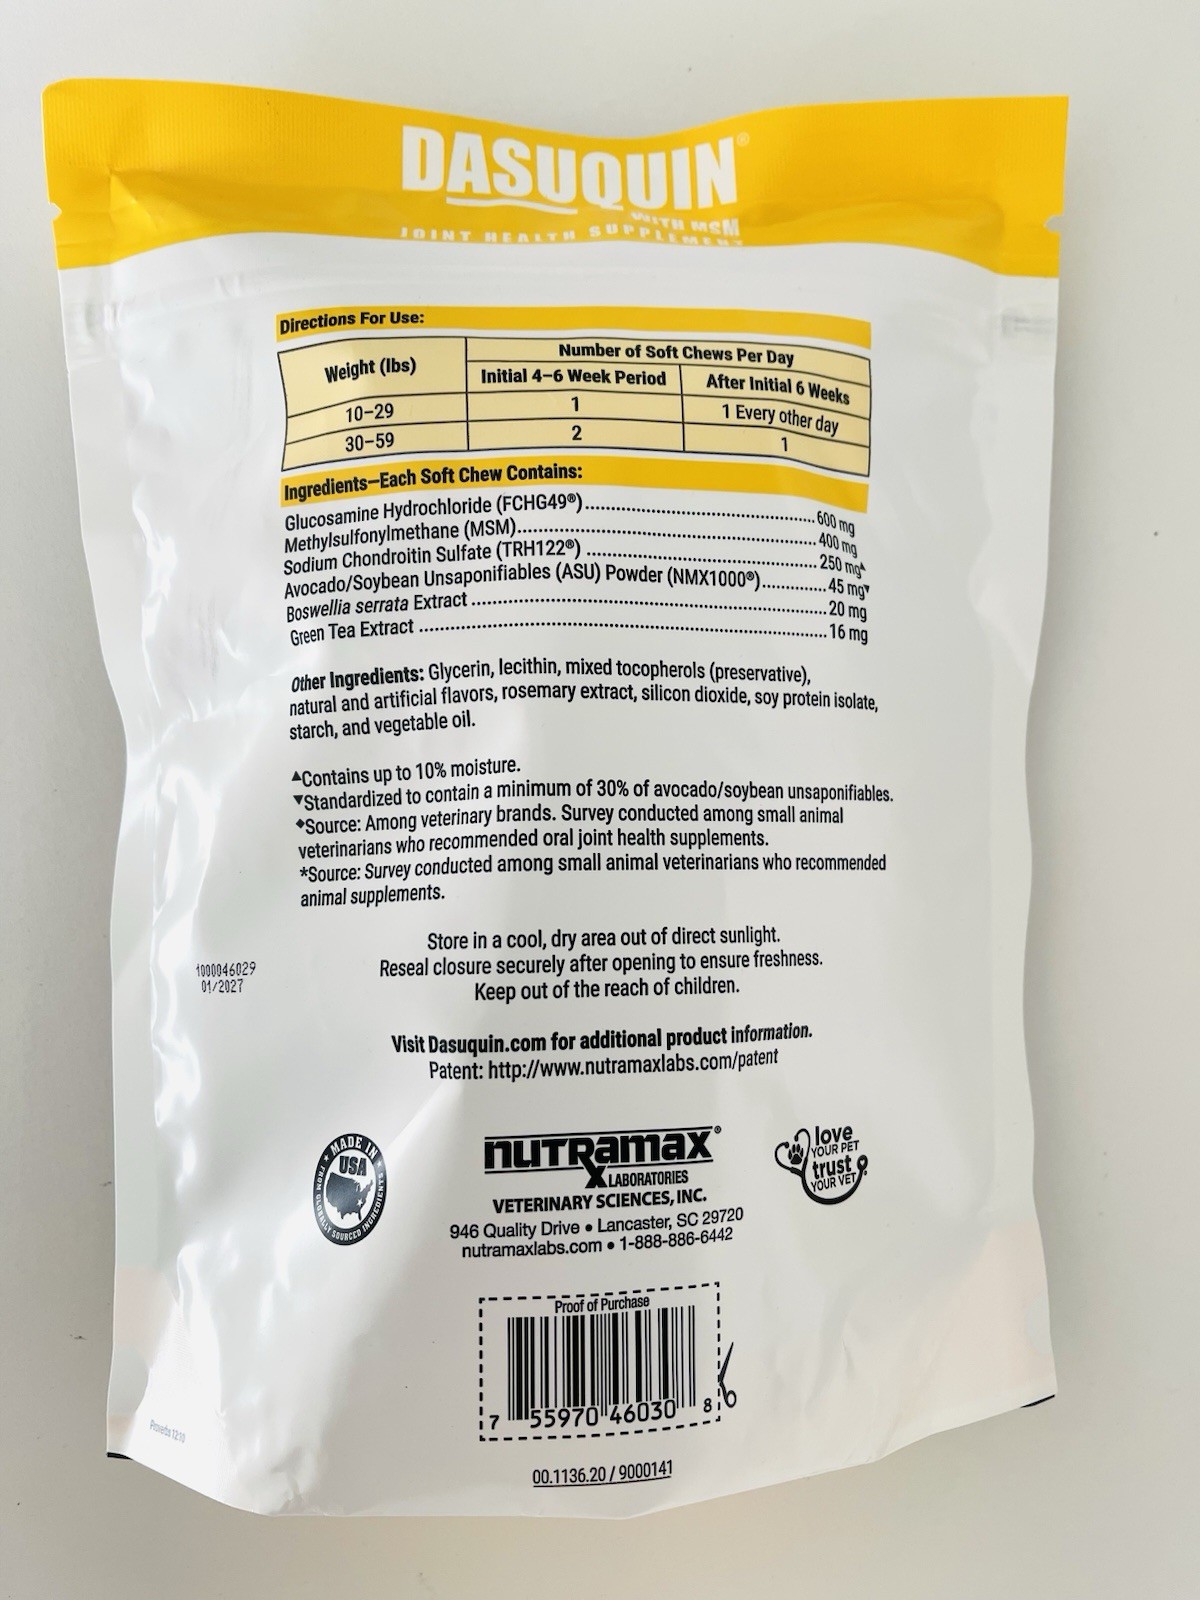 DASUQUIN®
WITH MSM
JOINT HEALTH SUPPLEMENT
Directions For Use:
Weight (lbs)
Number of Soft Chews Per Day
Initial 4–6 Week Period After Initial 6 Weeks
10–29 1 1 Every other day
30–59 2 1
Ingredients—Each Soft Chew Contains:
Glucosamine Hydrochloride (FCHG49®)..............................600 mg
Methylsulfonylmethane (MSM)..............................400 mg
Sodium Chondroitin Sulfate (TRH122®) ..............................250 mg▲
Avocado/Soybean Unsaponifiables (ASU) Powder (NMX1000®)............45 mg▼
Boswellia serrata Extract ..............................20 mg
Green Tea Extract ..............................16 mg
Other Ingredients: Glycerin, lecithin, mixed tocopherols (preservative),
natural and artificial flavors, rosemary extract, silicon dioxide, soy protein isolate,
starch, and vegetable oil.
▲Contains up to 10% moisture.
▼Standardized to contain a minimum of 30% of avocado/soybean unsaponifiables.
◆Source: Among veterinary brands. Survey conducted among small animal
veterinarians who recommended oral joint health supplements.
*Source: Survey conducted among small animal veterinarians who recommended
animal supplements.
Store in a cool, dry area out of direct sunlight.
Reseal closure securely after opening to ensure freshness.
Keep out of the reach of children.
1000046029
01/2027
Visit Dasuquin.com for additional product information.
Patent: http://www.nutramaxlabs.com/patent
MADE IN
USA
FROM GLOBALLY SOURCED INGREDIENTS
nutramax®
LABORATORIES
VETERINARY SCIENCES, INC.
946 Quality Drive • Lancaster, SC 29720
nutramaxlabs.com • 1-888-886-6442
love
YOUR PET
trust
YOUR VET
Proof of Purchase
7 55970 46030 8
Proverbs 12:10
00.1136.20 / 9000141